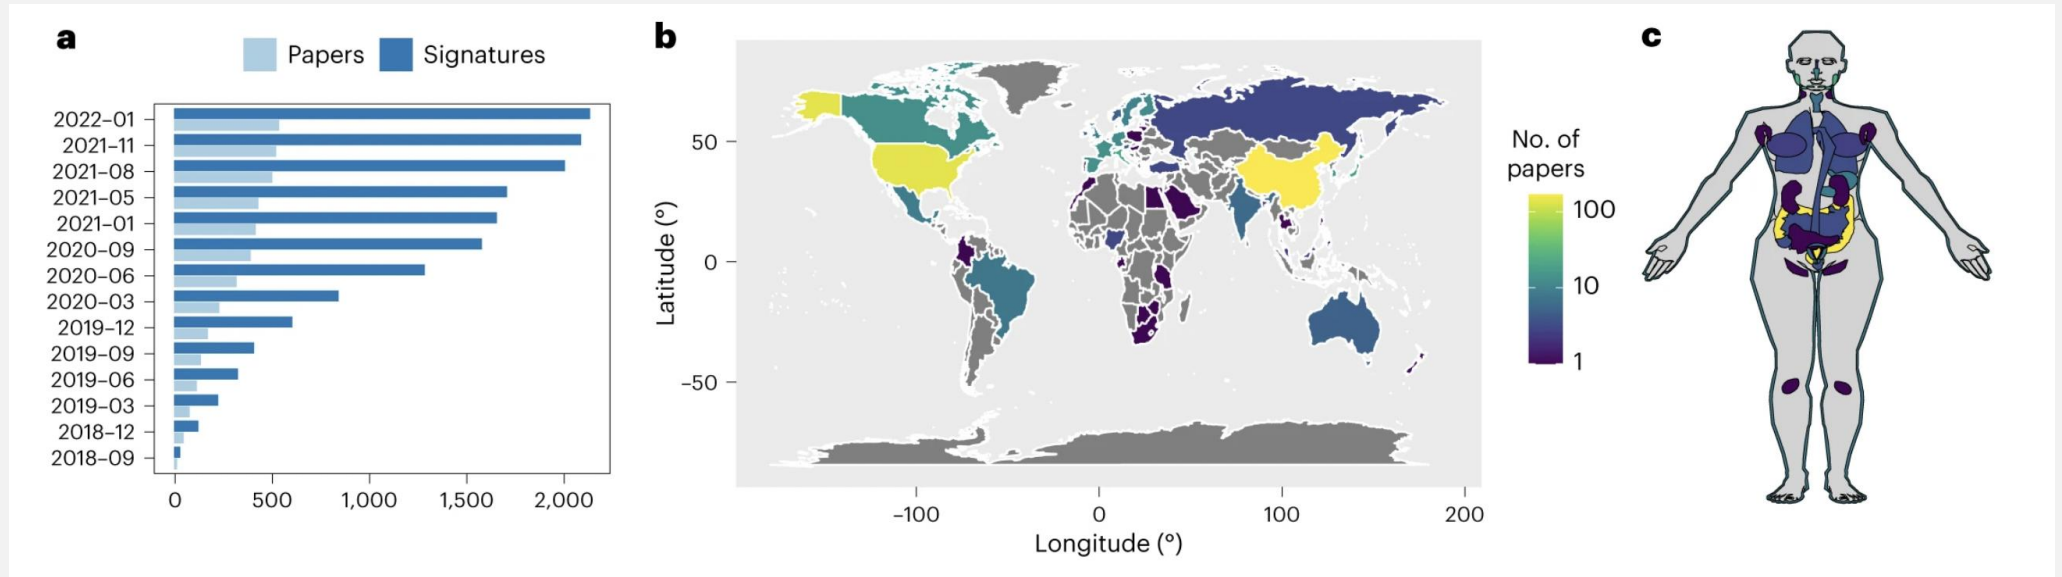 a
Papers
Signatures
2022–01
2021–11
2021–08
2021–05
2021–01
2020–09
2020–06
2020–03
2019–12
2019–09
2019–06
2019–03
2018–12
2018–09
0 500 1,000 1,500 2,000
b
Latitude (°)
50
0
–50
–100 0 100 200
Longitude (°)
No. of
papers
100
10
1
c